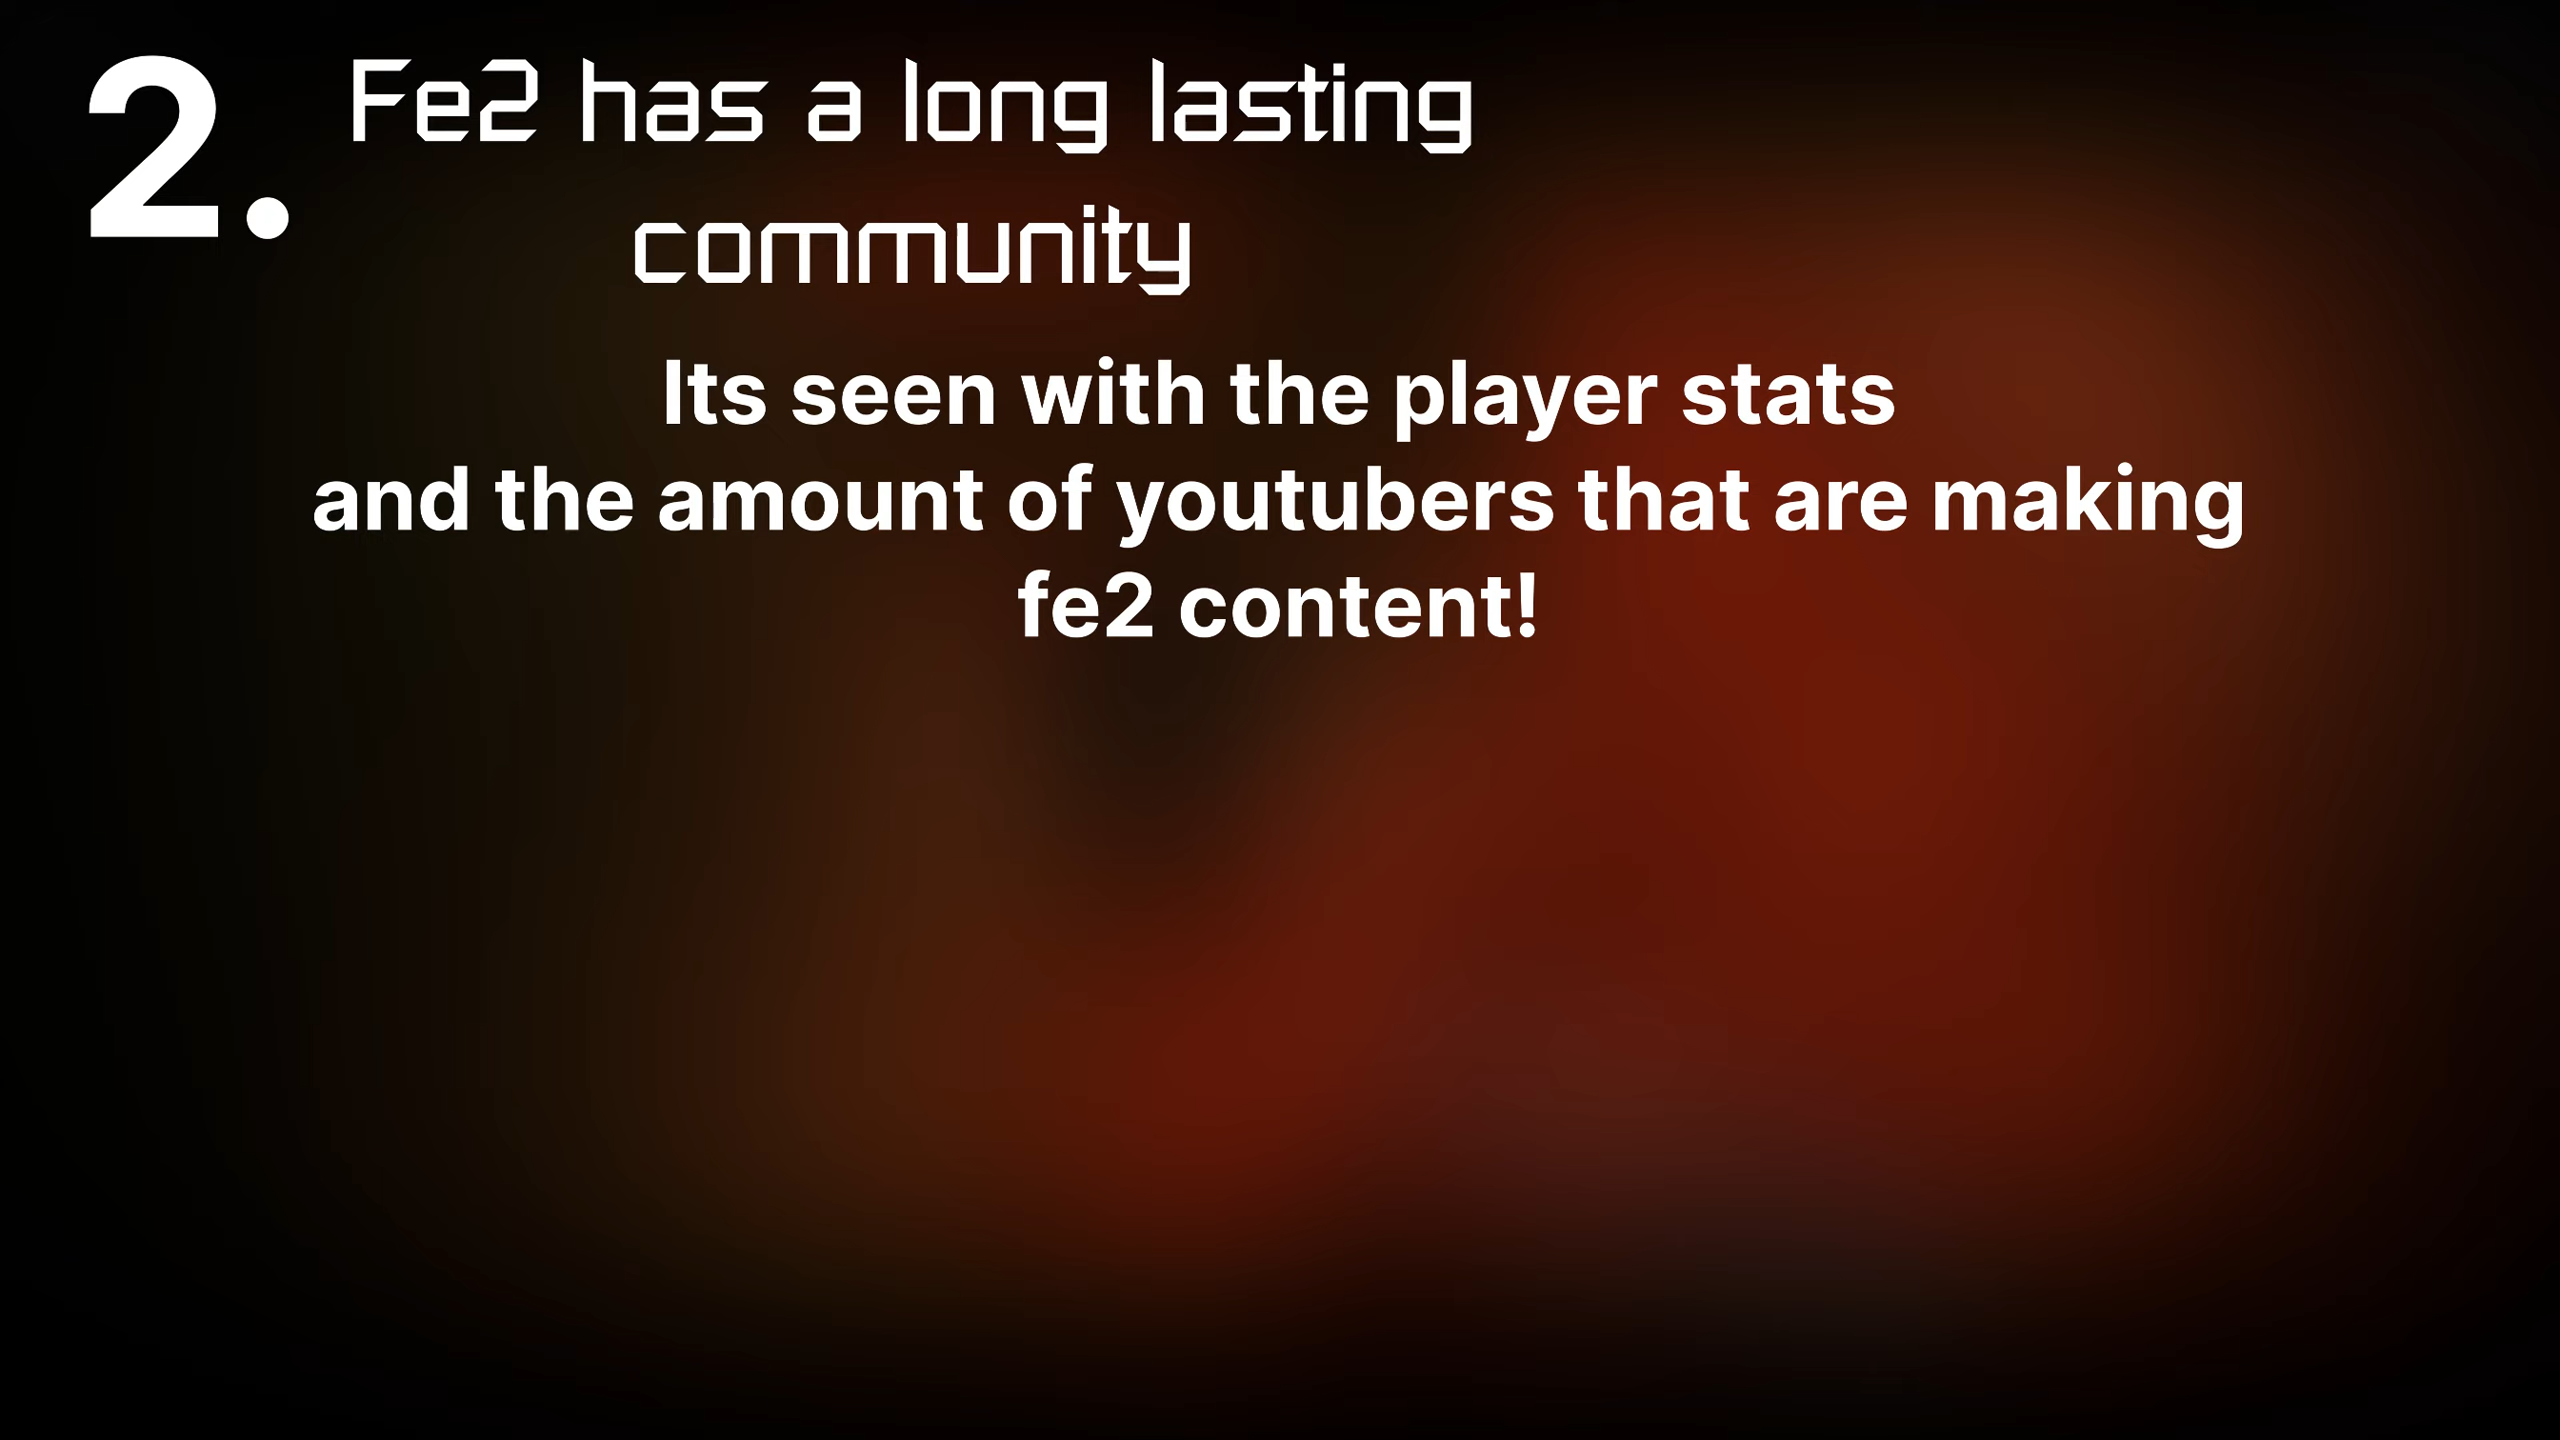 2. Fe2 has a long lasting
community
Its seen with the player stats
and the amount of youtubers that are making
fe2 content!